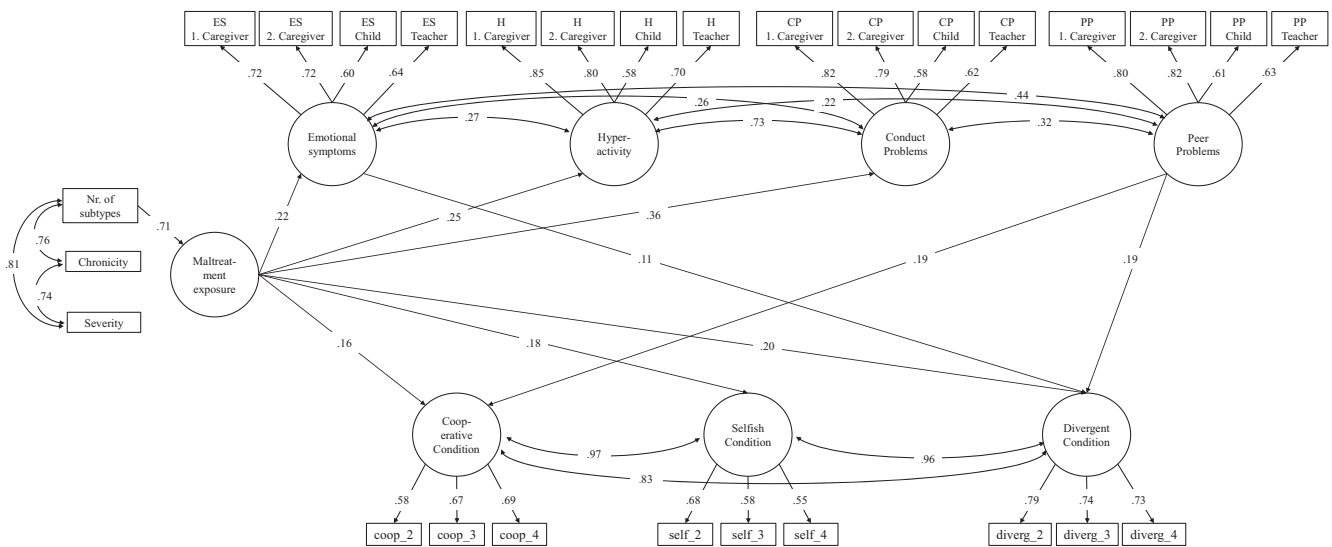 ES
1. Caregiver
ES
2. Caregiver
ES
Child
ES
Teacher
H
1. Caregiver
H
2. Caregiver
H
Child
H
Teacher
CP
1. Caregiver
CP
2. Caregiver
CP
Child
CP
Teacher
PP
1. Caregiver
PP
2. Caregiver
PP
Child
PP
Teacher
.72
.72
.60
.64
.85
.80
.58
.70
.82
.79
.58
.62
.80
.82
.61
.63
.44
.26
.22
.27
.73
.32
Emotional
symptoms
Hyper-
activity
Conduct
Problems
Peer
Problems
Nr. of
subtypes
.71
.22
.25
.36
.76
.81
Chronicity
.74
Severity
Maltreat-
ment
exposure
.11
.19
.19
.16
.18
.20
Coop-
erative
Condition
Selfish
Condition
Divergent
Condition
.97
.96
.83
.58
.67
.69
.68
.58
.55
.79
.74
.73
coop_2
coop_3
coop_4
self_2
self_3
self_4
diverg_2
diverg_3
diverg_4